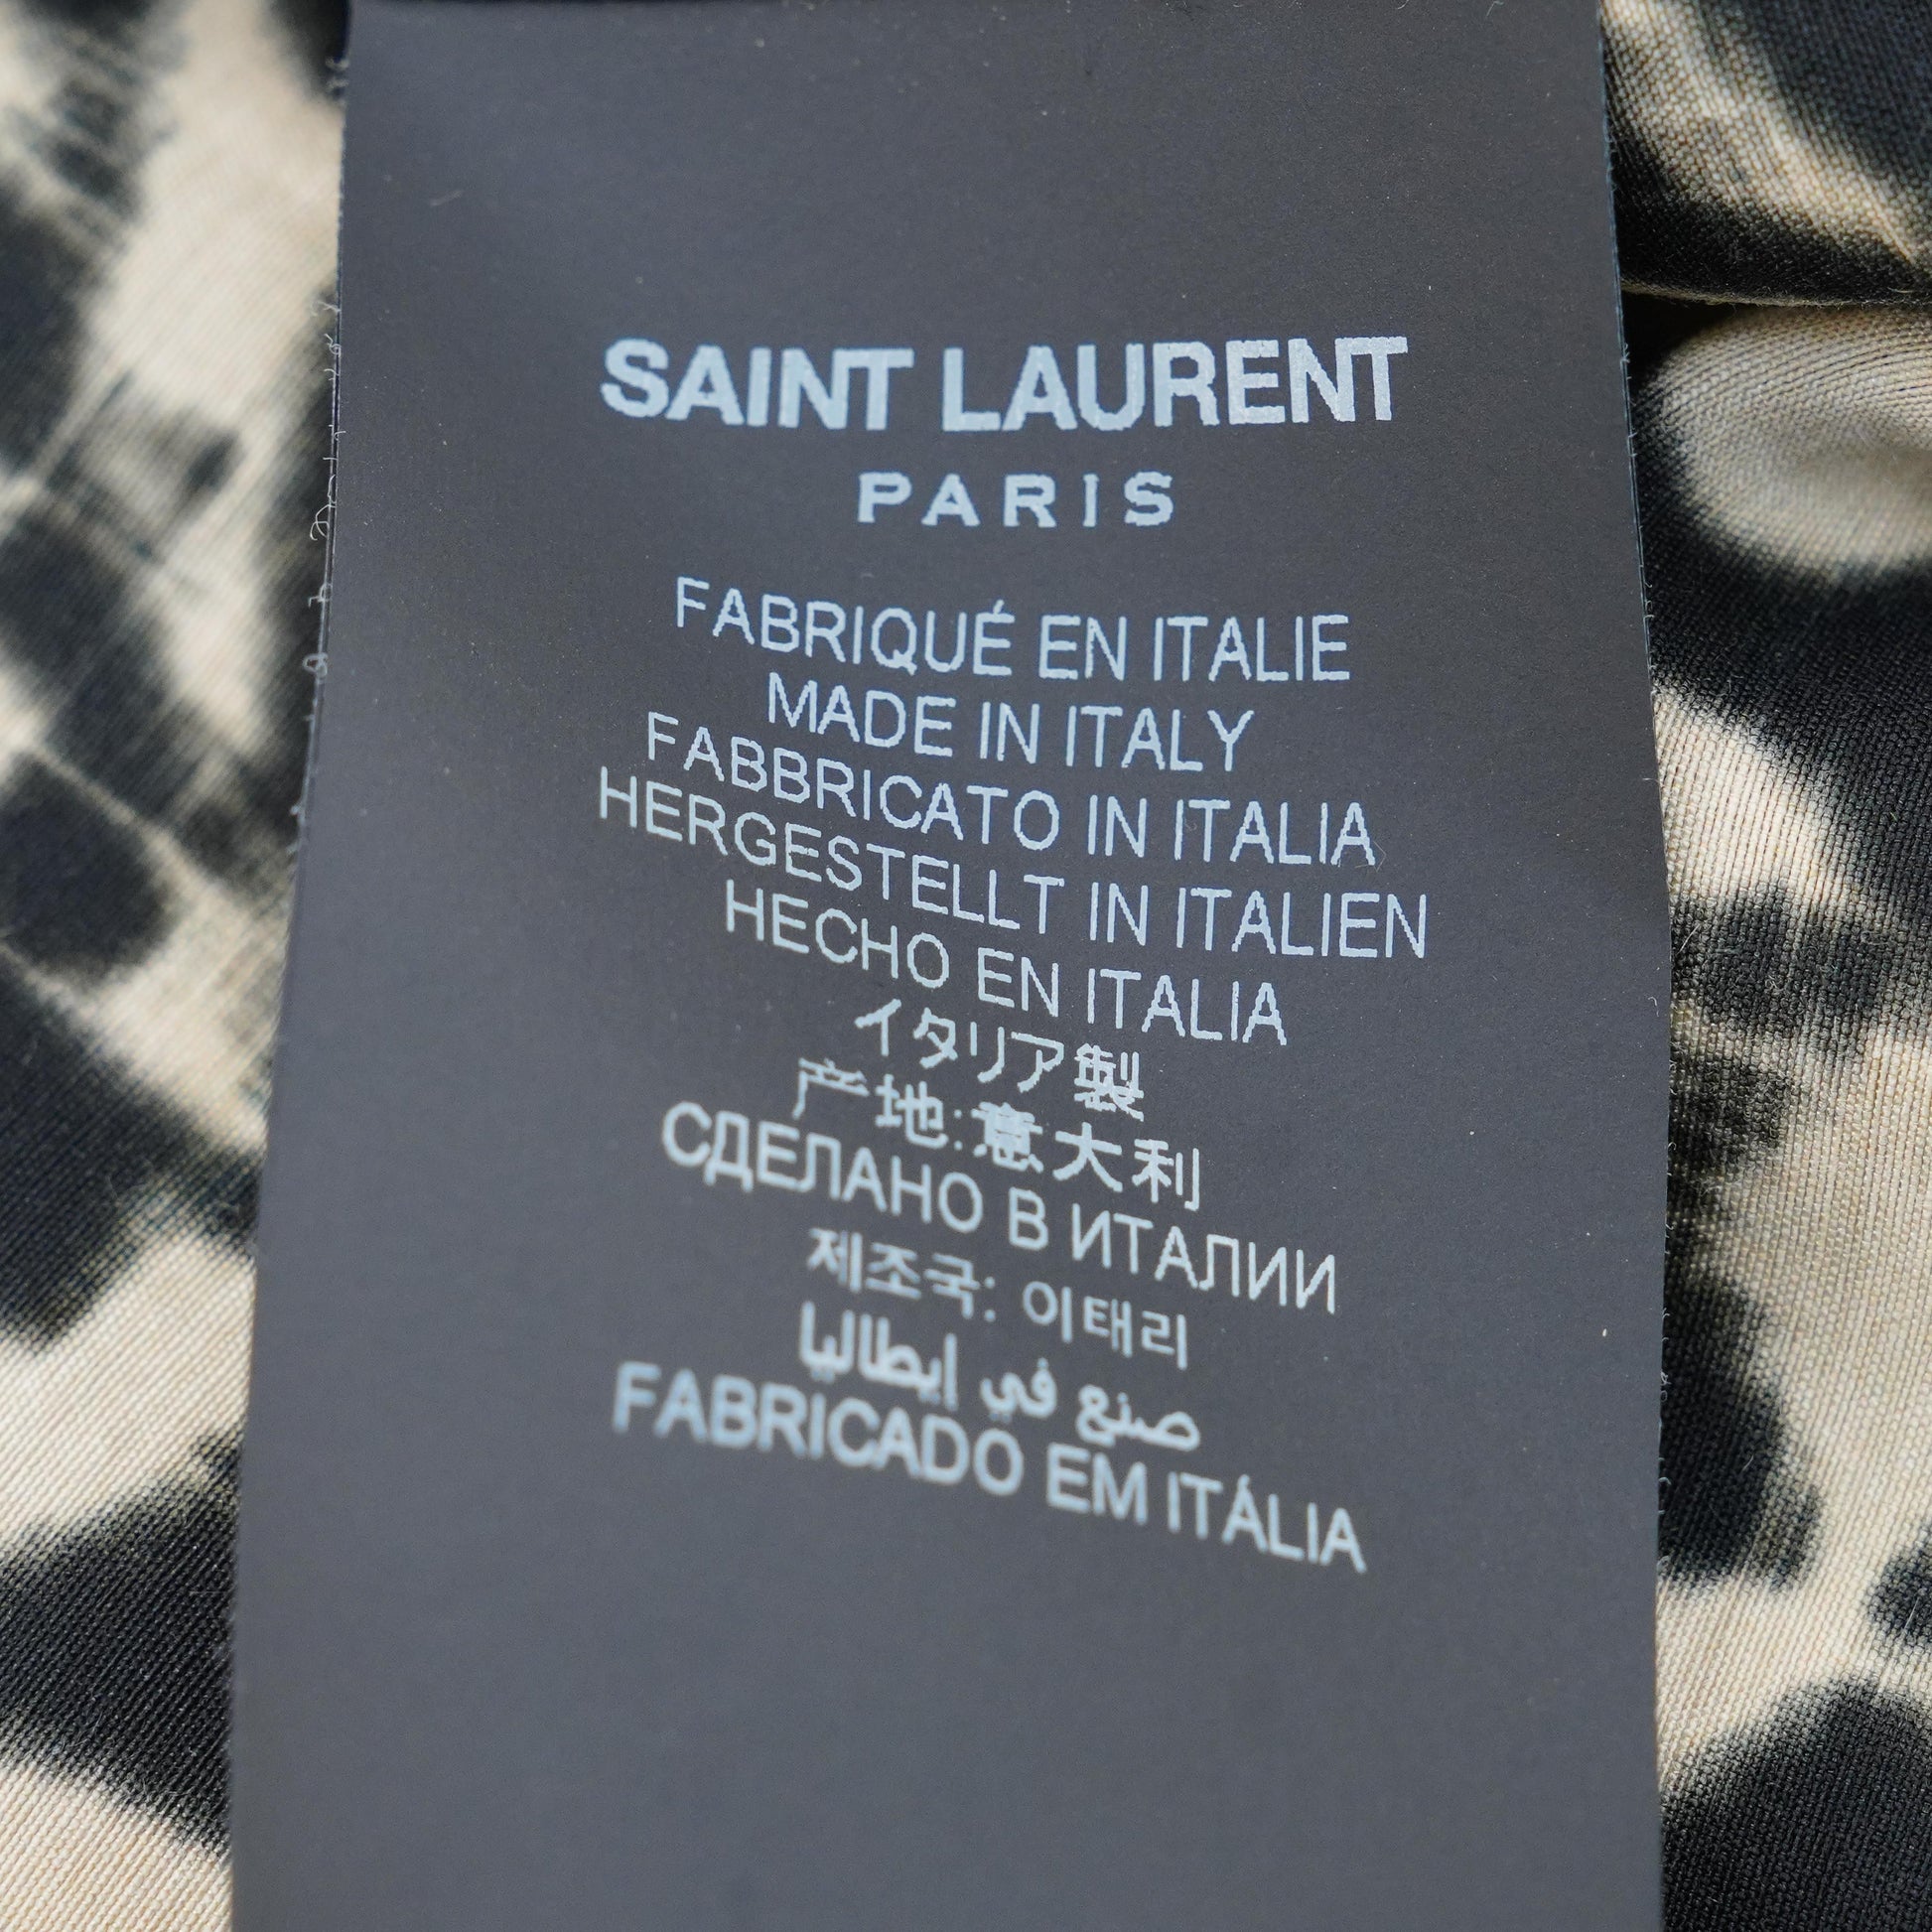 SAINT LAURENT
PARIS
FABRIQUÉ EN ITALIE
MADE IN ITALY
FABBRICATO IN ITALIA
HERGESTELLT IN ITALIEN
HECHO EN ITALIA
イタリア製
产地:意大利
СДЕЛАНО В ИТАЛИИ
제조국: 이태리
صنع في إيطاليا
FABRICADO EM ITÁLIA